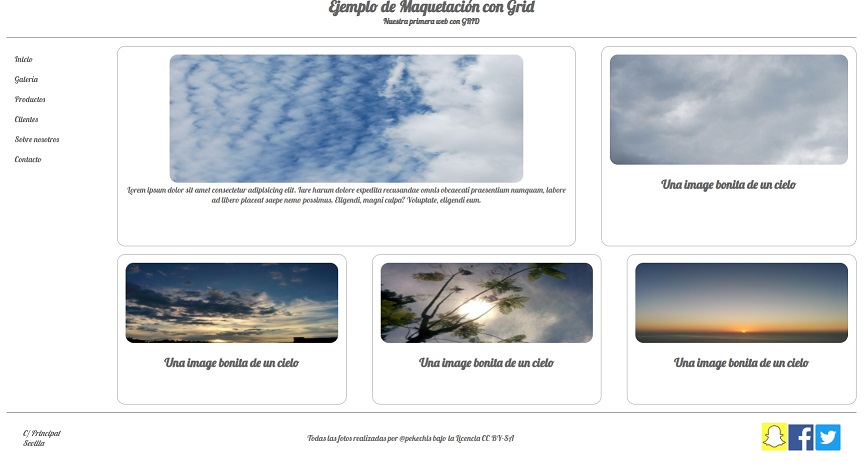 Ejemplo de Maquetación con Grid
Nuestra primera web con GRID
Inicio
Galería
Productos
Clientes
Sobre nosotros
Contacto
Lorem ipsum dolor sit amet consectetur adipisicing elit. Iure harum dolore expedita recusandae omnis obcaecati praesentium numquam, labore
ad libero placeat saepe nemo possimus. Eligendi, magni culpa? Voluptate, eligendi eum.
Una image bonita de un cielo
Una image bonita de un cielo
Una image bonita de un cielo
Una image bonita de un cielo
C/ Principal
Sevilla
Todas las fotos realizadas por @pekechis bajo la Licencia CC BY-SA